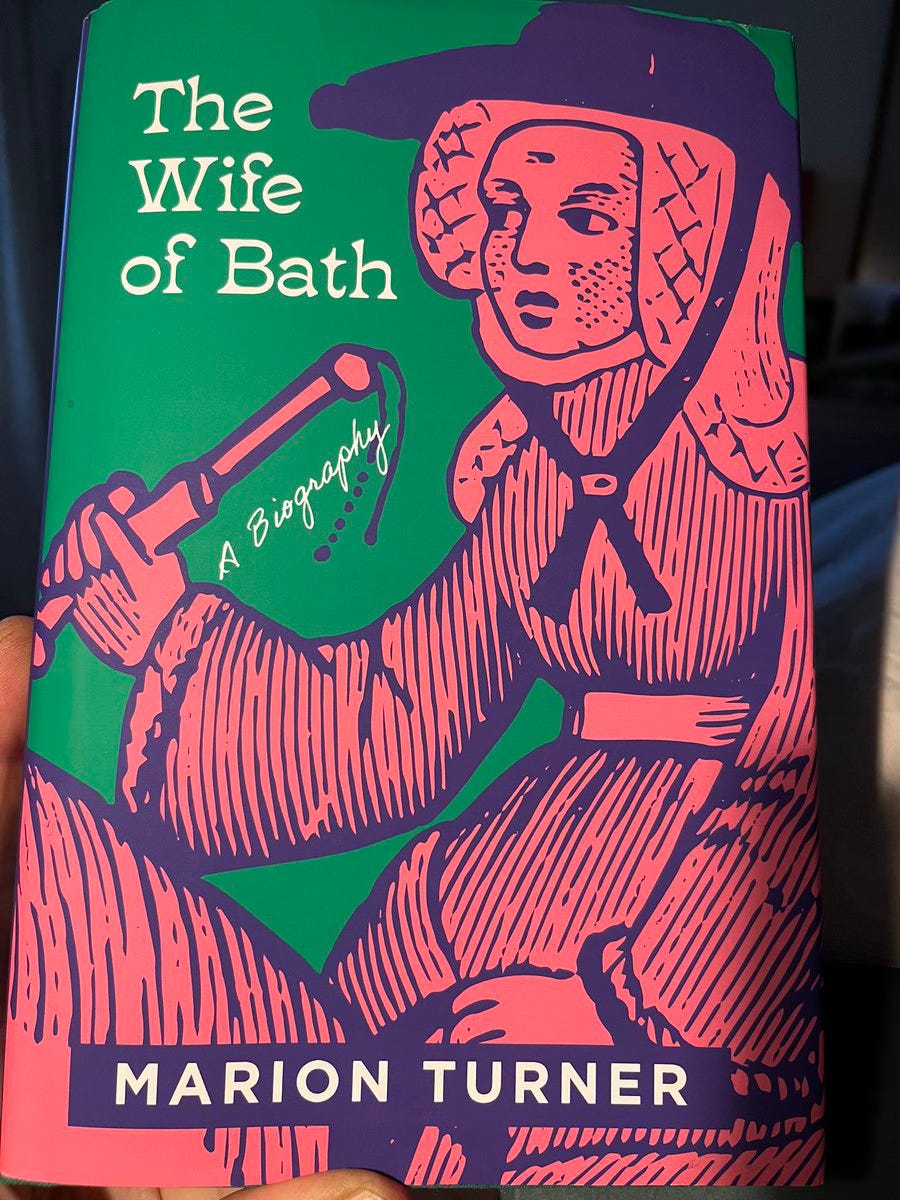 The
Wife
of Bath
A Biography
MARION TURNER